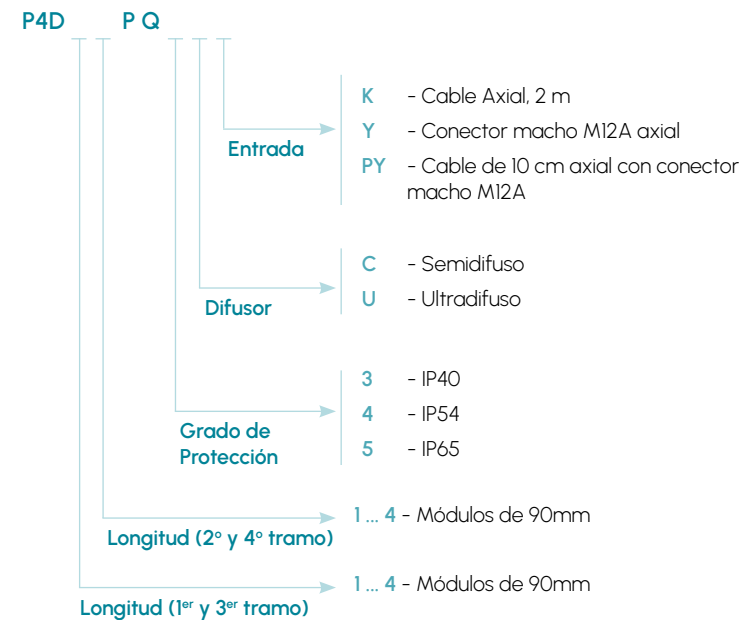 P4D P Q
K - Cable Axial, 2 m
Y - Conector macho M12A axial
Entrada
PY - Cable de 10 cm axial con conector
macho M12A
C - Semidifuso
U - Ultradifuso
Difusor
3 - IP40
4 - IP54
5 - IP65
Grado de
Protección
1 ... 4 - Módulos de 90mm
Longitud (2º y 4º tramo)
1 ... 4 - Módulos de 90mm
Longitud (1er y 3er tramo)